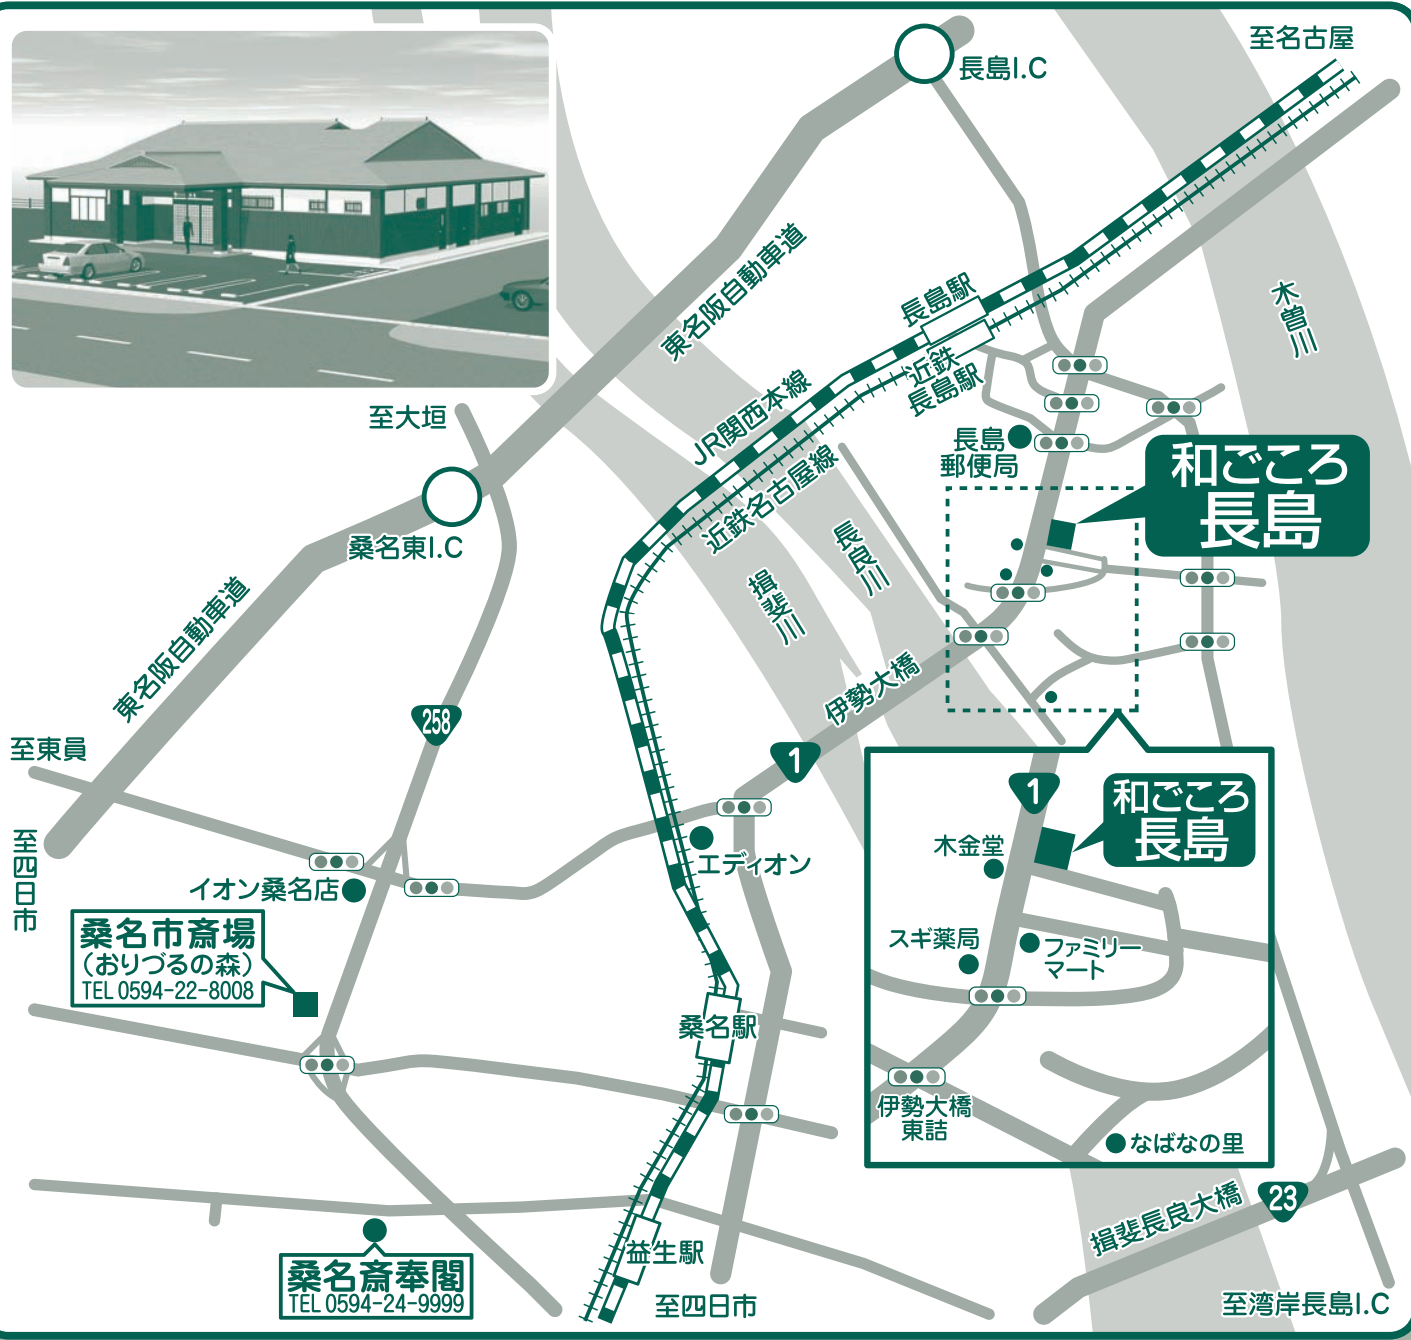 至名古屋
長島I.C
東名阪自動車道
木曽川
長島駅
近鉄
長島駅
JR関西本線
至大垣
近鉄名古屋線
長島
郵便局
和ごころ
長島
桑名東I.C
長良川
揖斐川
東名阪自動車道
伊勢大橋
258
至東員
1
1
和ごころ
長島
木金堂
至四日市
エディオン
イオン桑名店
桑名市斎場
(おりづるの森)
TEL 0594-22-8008
スギ薬局
ファミリー
マート
桑名駅
伊勢大橋
東詰
なばなの里
揖斐長良大橋
23
益生駅
桑名斎奉閣
TEL 0594-24-9999
至四日市
至湾岸長島I.C